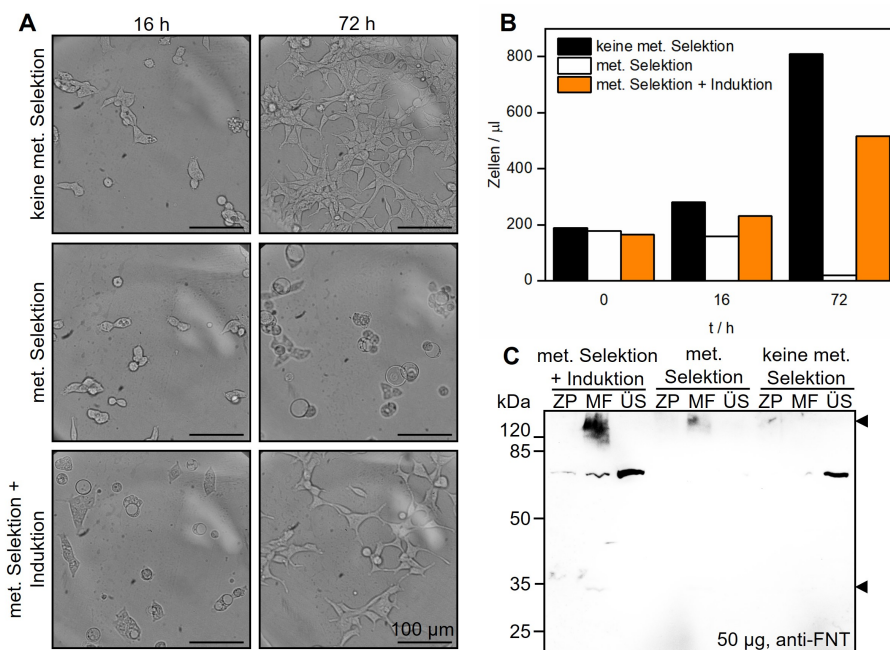 A
16 h
72 h
keine met. Selektion
met. Selektion
met. Selektion +
Induktion
100 µm
B
keine met. Selektion
met. Selektion
met. Selektion + Induktion
Zellen / µl
800
600
400
200
0
0
16
72
t / h
C
met. Selektion
+ Induktion
met.
Selektion
keine met.
Selektion
kDa
ZP MF ÜS
ZP MF ÜS
ZP MF ÜS
120
85
50
35
25
50 µg, anti-FNT